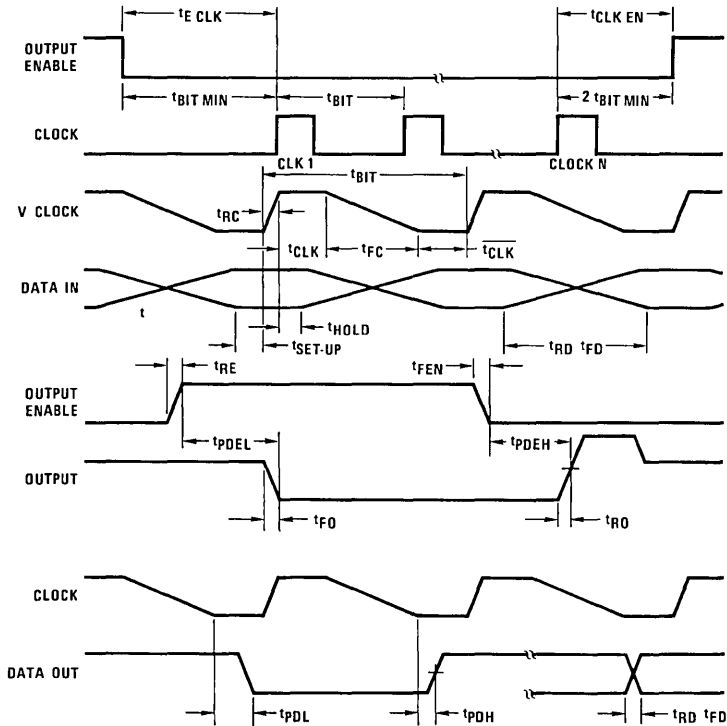 tE CLK tCLK EN
OUTPUT
ENABLE
tBIT MIN tBIT 2 tBIT MIN
CLOCK
CLK 1 CLOCK N
tBIT
V CLOCK
tRC
tCLK tFC CLK
DATA IN
t
tHOLD
tSET-UP tRD tFD
tRE tFEN
OUTPUT
ENABLE
tPDEL tPDEH
OUTPUT
tFO tRO
CLOCK
DATA OUT
tPDL tPDH tRD tFD